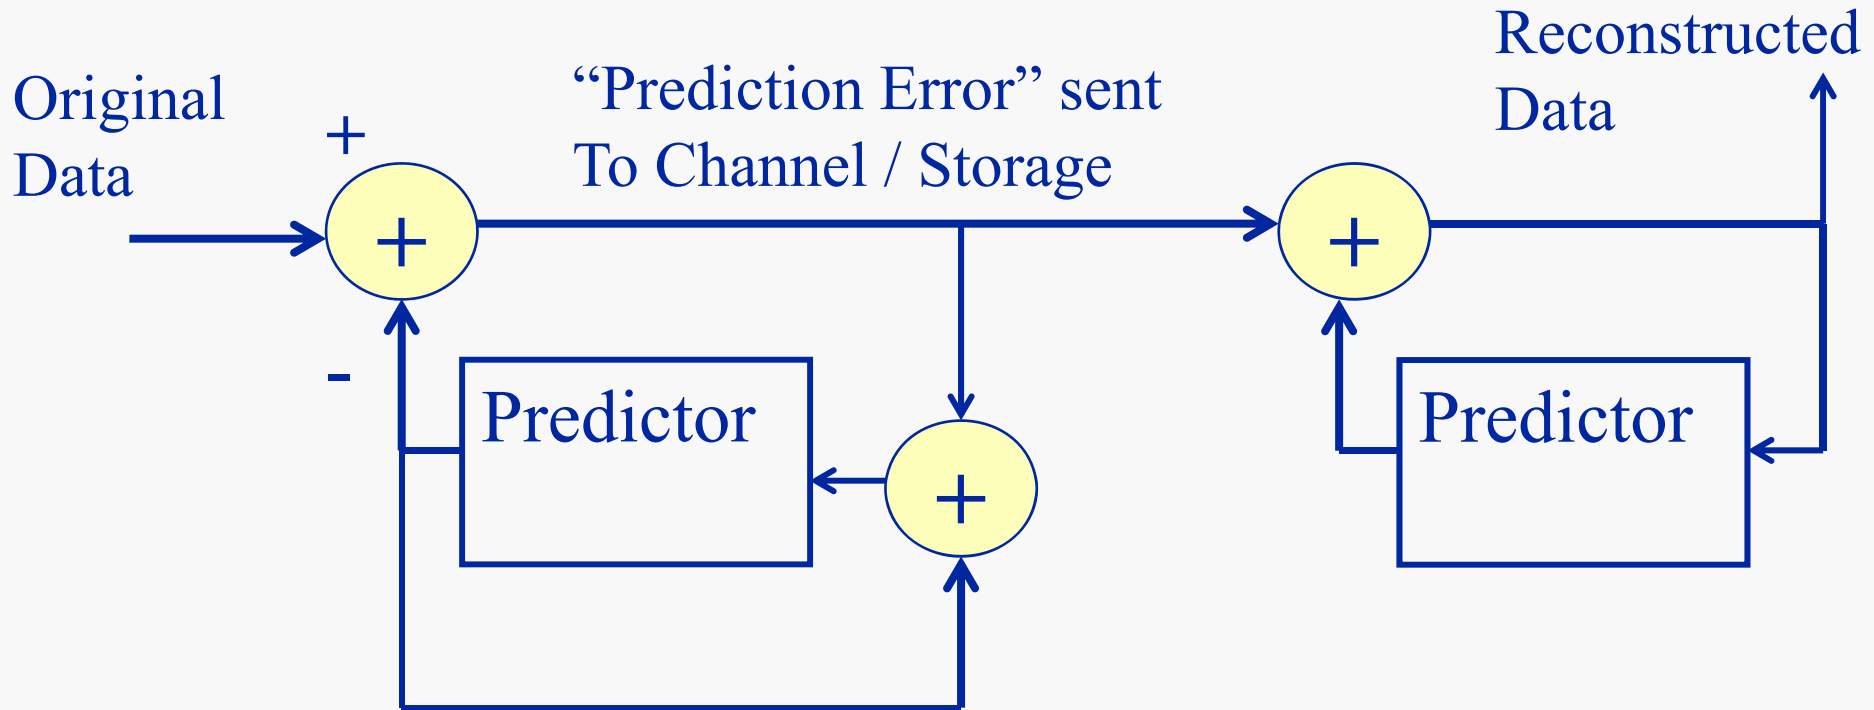 Original
Data
+
“Prediction Error” sent
To Channel / Storage
Reconstructed
Data
+
+
-
Predictor
+
Predictor